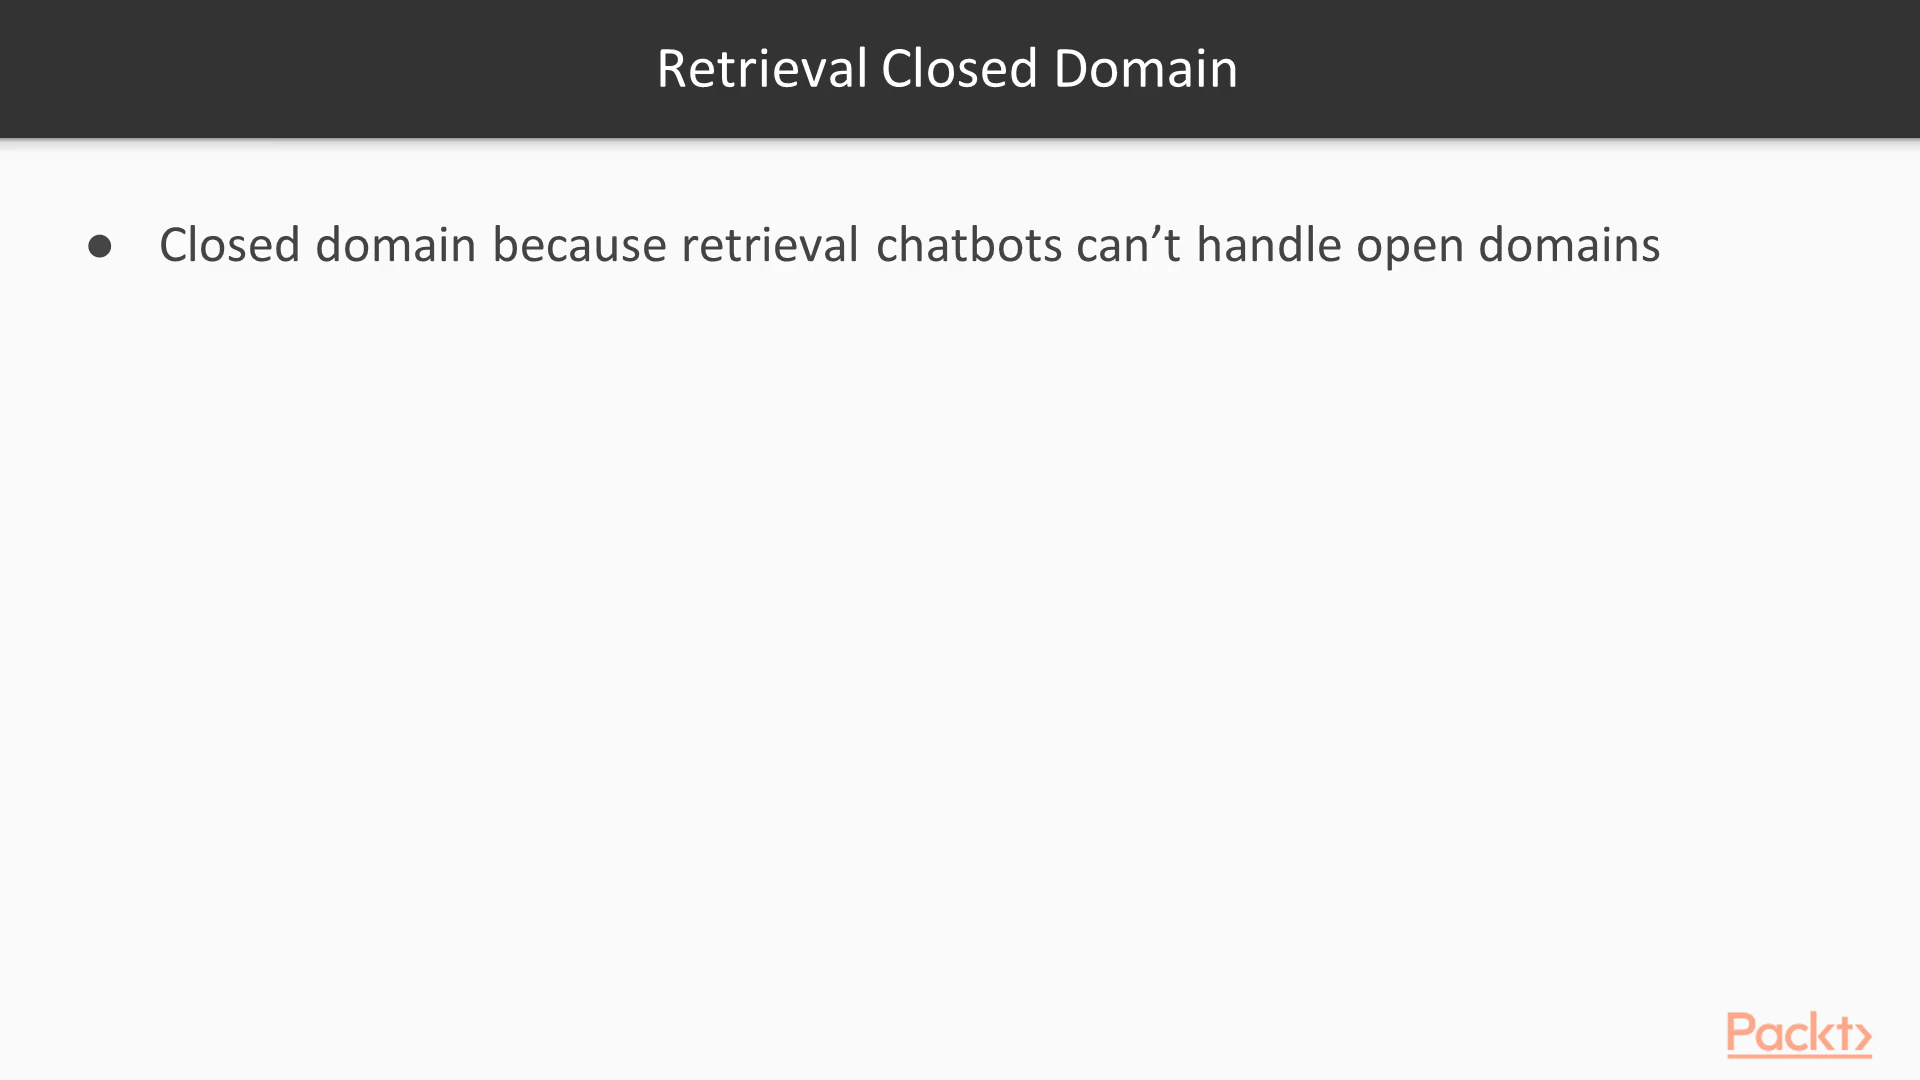 Retrieval Closed Domain
● Closed domain because retrieval chatbots can’t handle open domains
Packt>